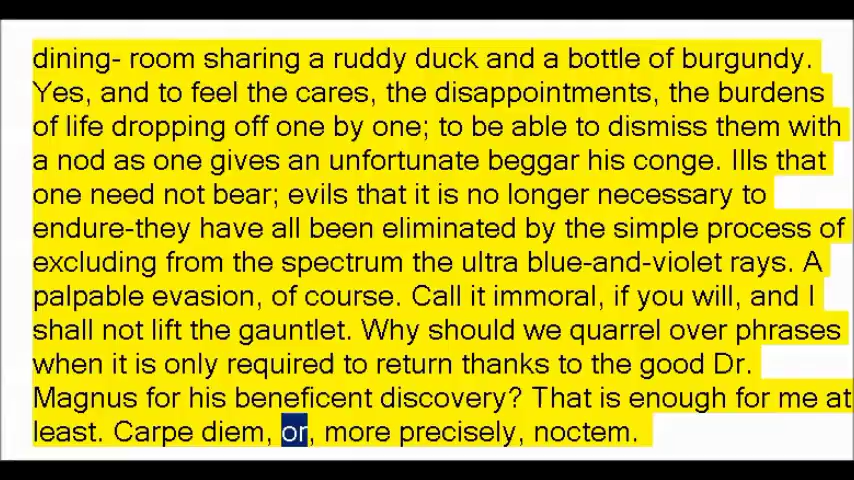 dining- room sharing a ruddy duck and a bottle of burgundy.
Yes, and to feel the cares, the disappointments, the burdens
of life dropping off one by one; to be able to dismiss them with
a nod as one gives an unfortunate beggar his conge. Ills that
one need not bear; evils that it is no longer necessary to
endure-they have all been eliminated by the simple process of
excluding from the spectrum the ultra blue-and-violet rays. A
palpable evasion, of course. Call it immoral, if you will, and I
shall not lift the gauntlet. Why should we quarrel over phrases
when it is only required to return thanks to the good Dr.
Magnus for his beneficent discovery? That is enough for me at
least. Carpe diem, or, more precisely, noctem.